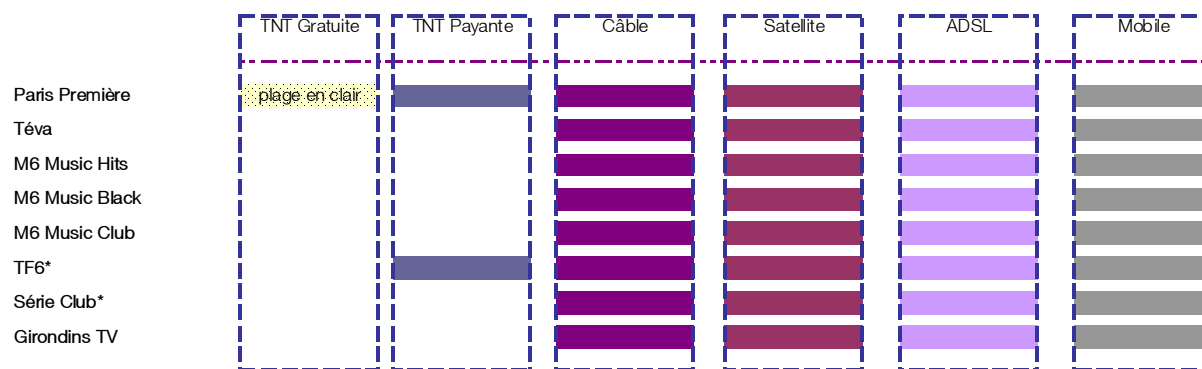 TNT Gratuite TNT Payante Câble Satellite ADSL Mobile
Paris Première plage en clair
Téva
M6 Music Hits
M6 Music Black
M6 Music Club
TF6*
Série Club*
Girondins TV